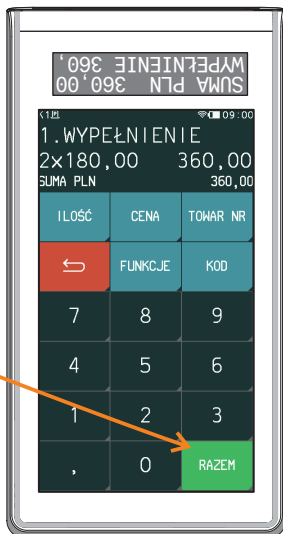 SUMA PLN 360,00
WYPEŁNIENIE 360,
09:00
1.WYPEŁNIENIE
2x180,00 360,00
SUMA PLN 360,00
ILOŚĆ CENA TOWAR NR
FUNKCJE KOD
7 8 9
4 5 6
1 2 3
, 0 RAZEM